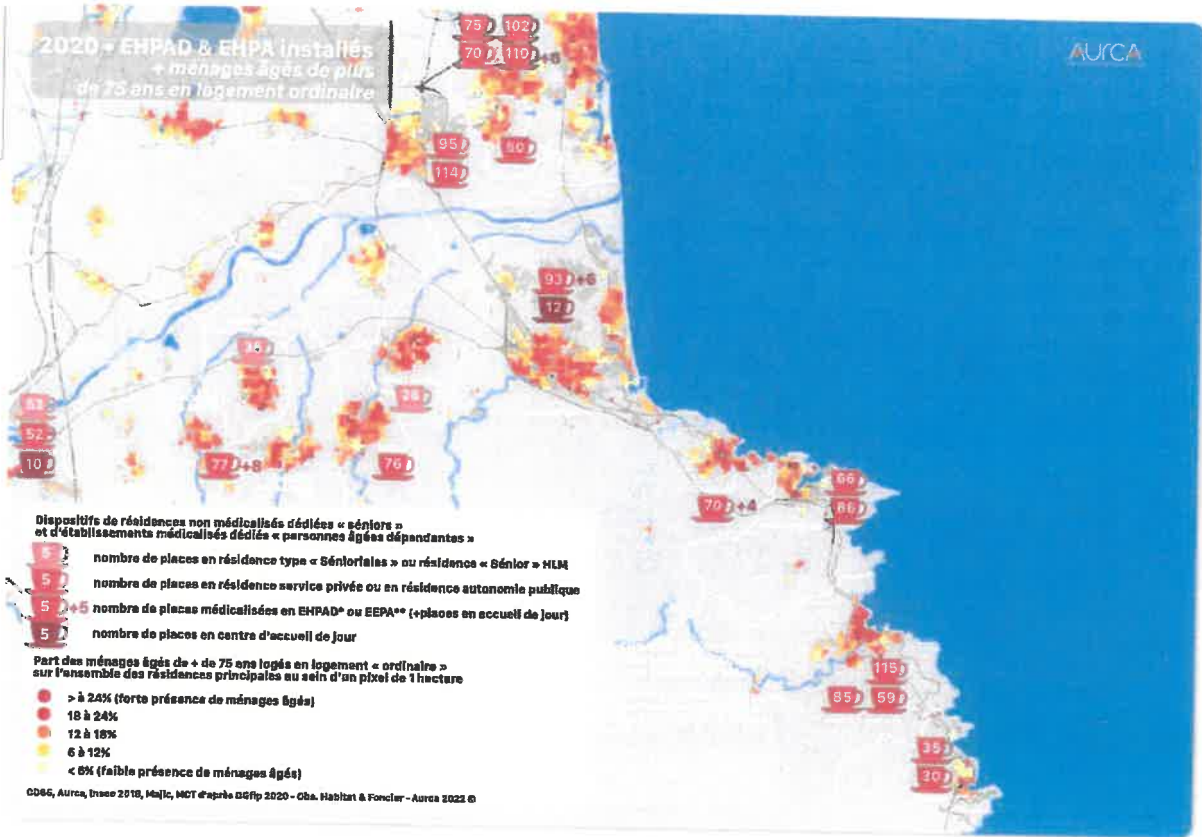 2020 • EHPAD & EHPA installés
+ ménages âgés de plus
de 75 ans en logement ordinaire
AURCA
75 102
70 110 +8
95
114
93 +6
12
52
10
77 +8
76
70 +4
66
66
115
85 59
35
30
Dispositifs de résidences non médicalisés dédiées « séniors »
et d'établissements médicalisés dédié « personnes âgées dépendantes »
5 nombre de places en résidence type « Sénioriales » ou résidence « Sénior » HLM
5 nombre de places en résidence service privée ou en résidence autonomie publique
5 +5 nombre de places médicalisées en EHPAD* ou EEPA** (+places en accueil de jour)
5 nombre de places en centre d'accueil de jour
Part des ménages âgés de + de 75 ans logés en logement « ordinaire »
sur l'ensemble des résidences principales au sein d'un pixel de 1 hectare
> à 24% (forte présence de ménages âgés)
18 à 24%
12 à 18%
6 à 12%
< 6% (faible présence de ménages âgés)
CD66, Aurca, Insee 2018, Majic, MCT d'après DGfip 2020 - Obs. Habitat & Foncier - Aurca 2022 ©